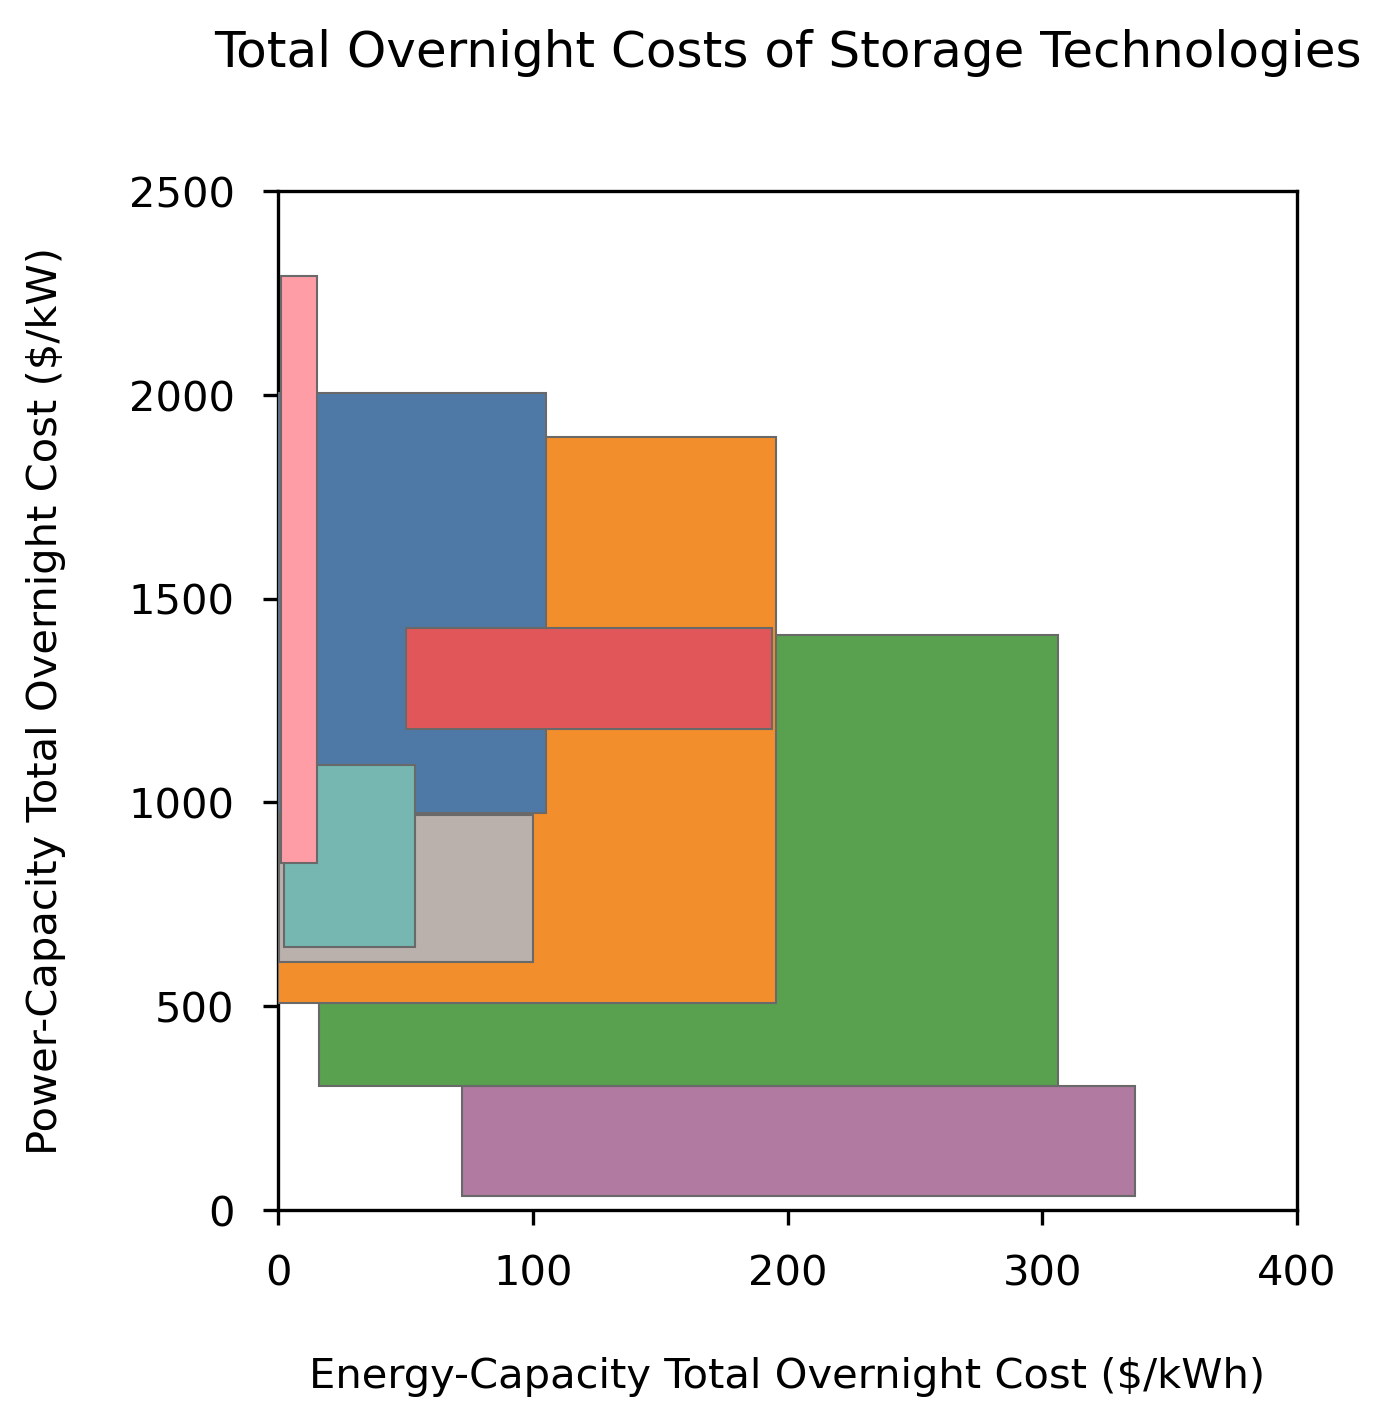 Total Overnight Costs of Storage Technologies
Power-Capacity Total Overnight Cost ($/kW)
2500
2000
1500
1000
500
0
0 100 200 300 400
Energy-Capacity Total Overnight Cost ($/kWh)